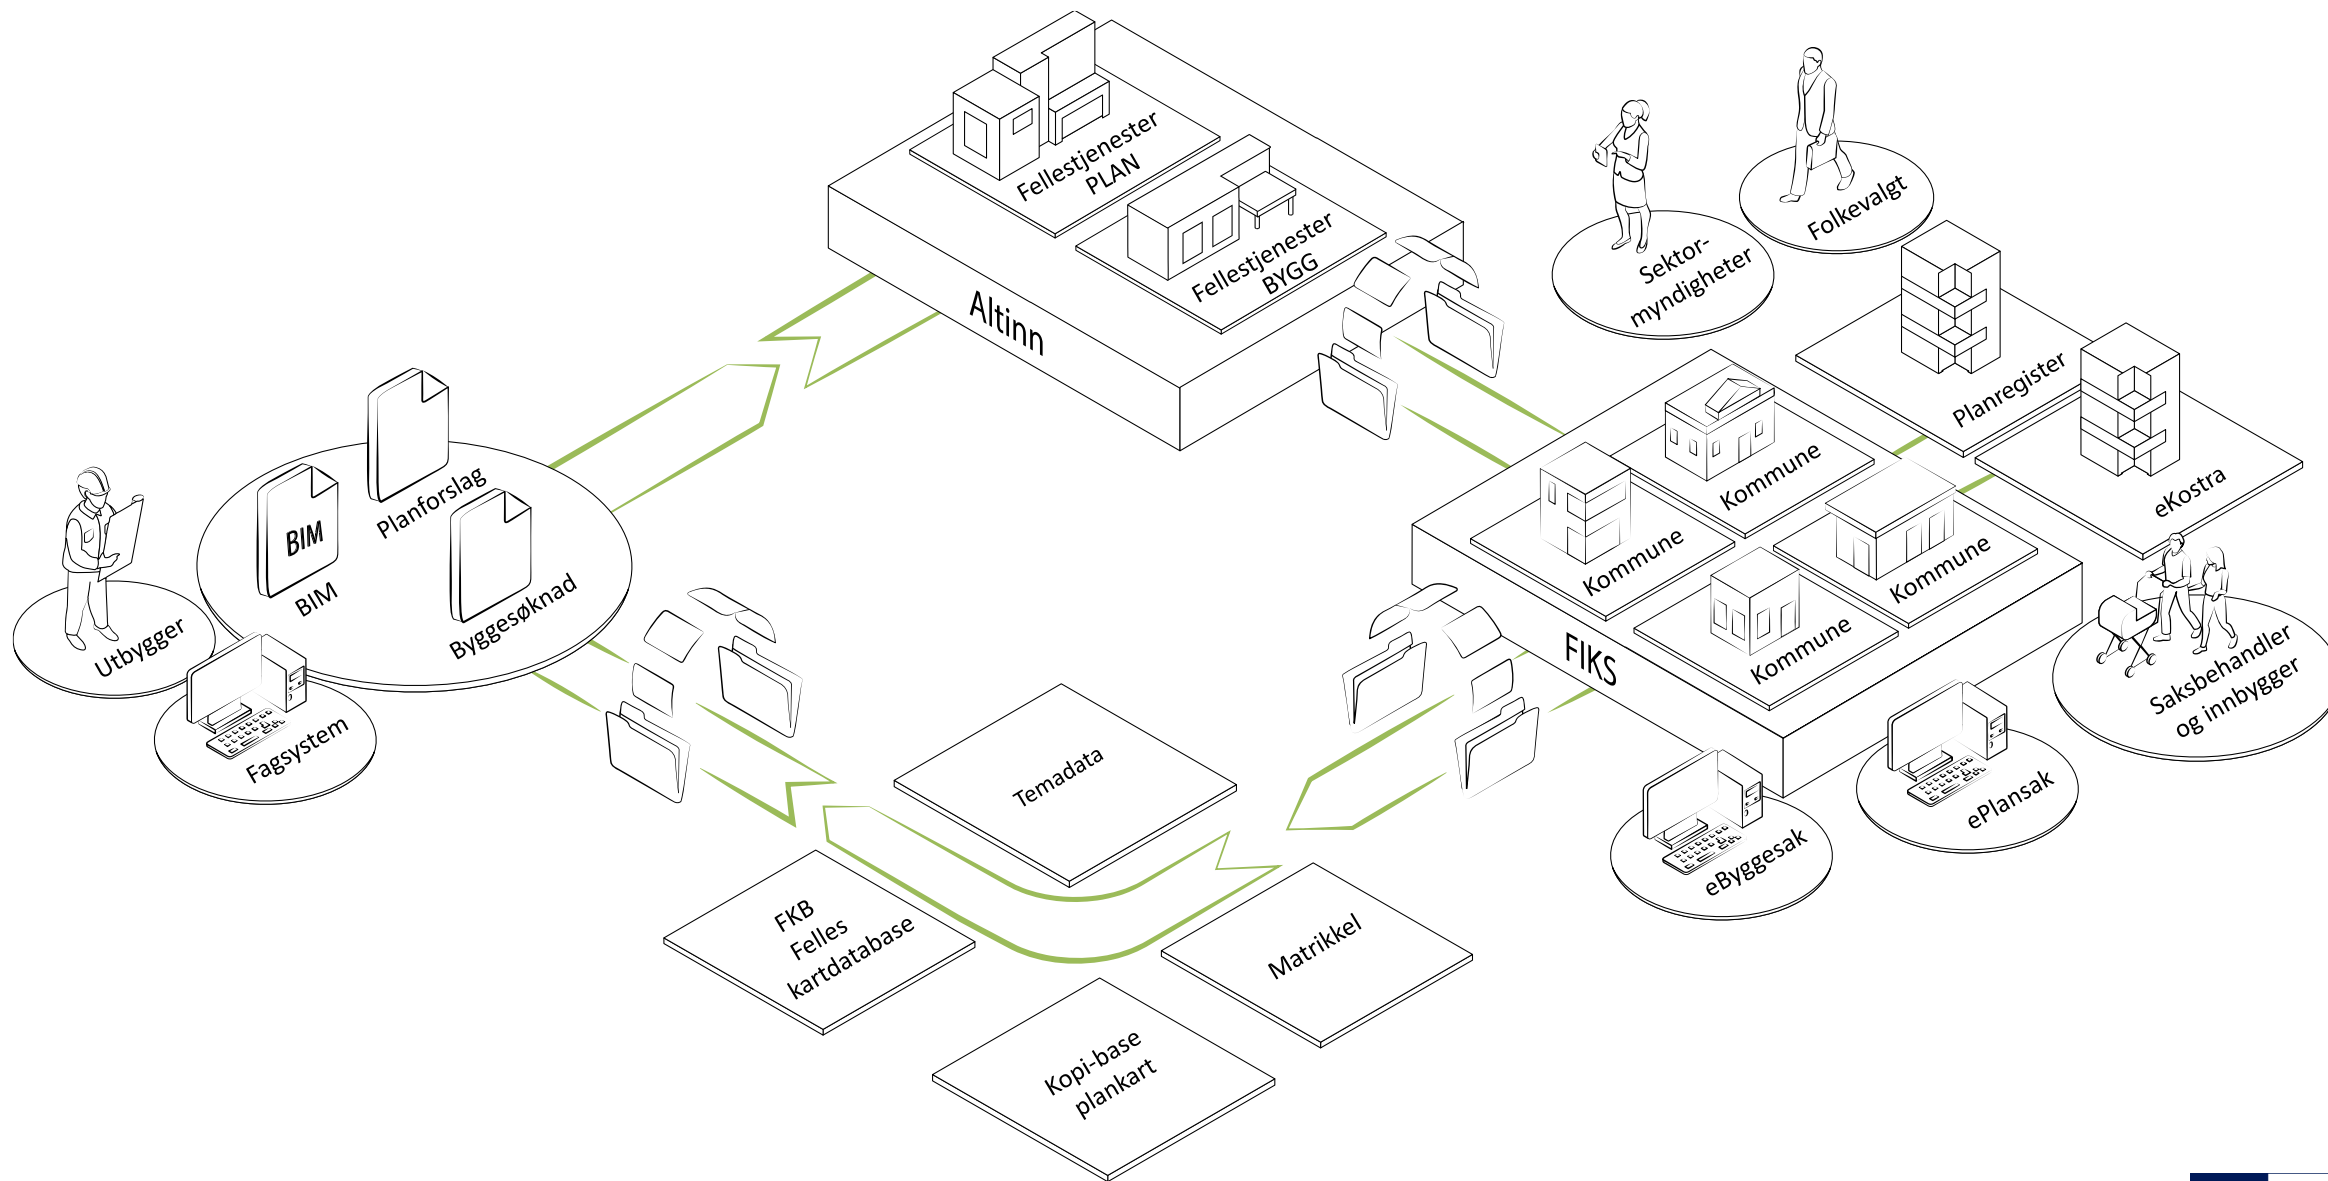 Fellestjenester
PLAN
Fellestjenester
BYGG
Altinn
Folkevalgt
Sektor-
myndigheter
Planregister
eKostra
Kommune
Kommune
Kommune
Kommune
FIKS
Saksbehandler
og innbygger
ePlansak
eByggesak
Planforslag
BIM
BIM
Byggesøknad
Utbygger
Fagsystem
Temadata
FKB
Felles
kartdatabase
Matrikkel
Kopi-base
plankart